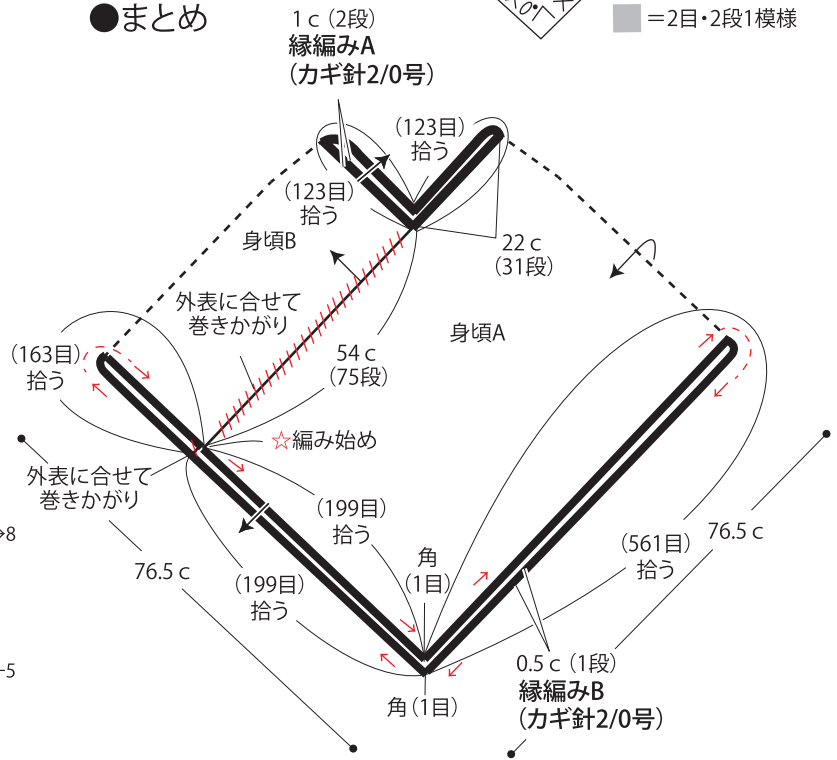 ●まとめ
1c(2段)
縁編みA
(カギ針2/0号)
=2目・2段1模様
(123目)
拾う
(123目)
拾う
身頃B
22c
(31段)
外表に合せて
巻きかがり
身頃A
(163目)
拾う
54c
(75段)
☆編み始め
外表に合せて
巻きかがり
→8
(199目)
拾う
76.5c
(561目)
拾う
76.5c
角
(1目)
(199目)
拾う
0.5c(1段)
縁編みB
(カギ針2/0号)
-5
角(1目)